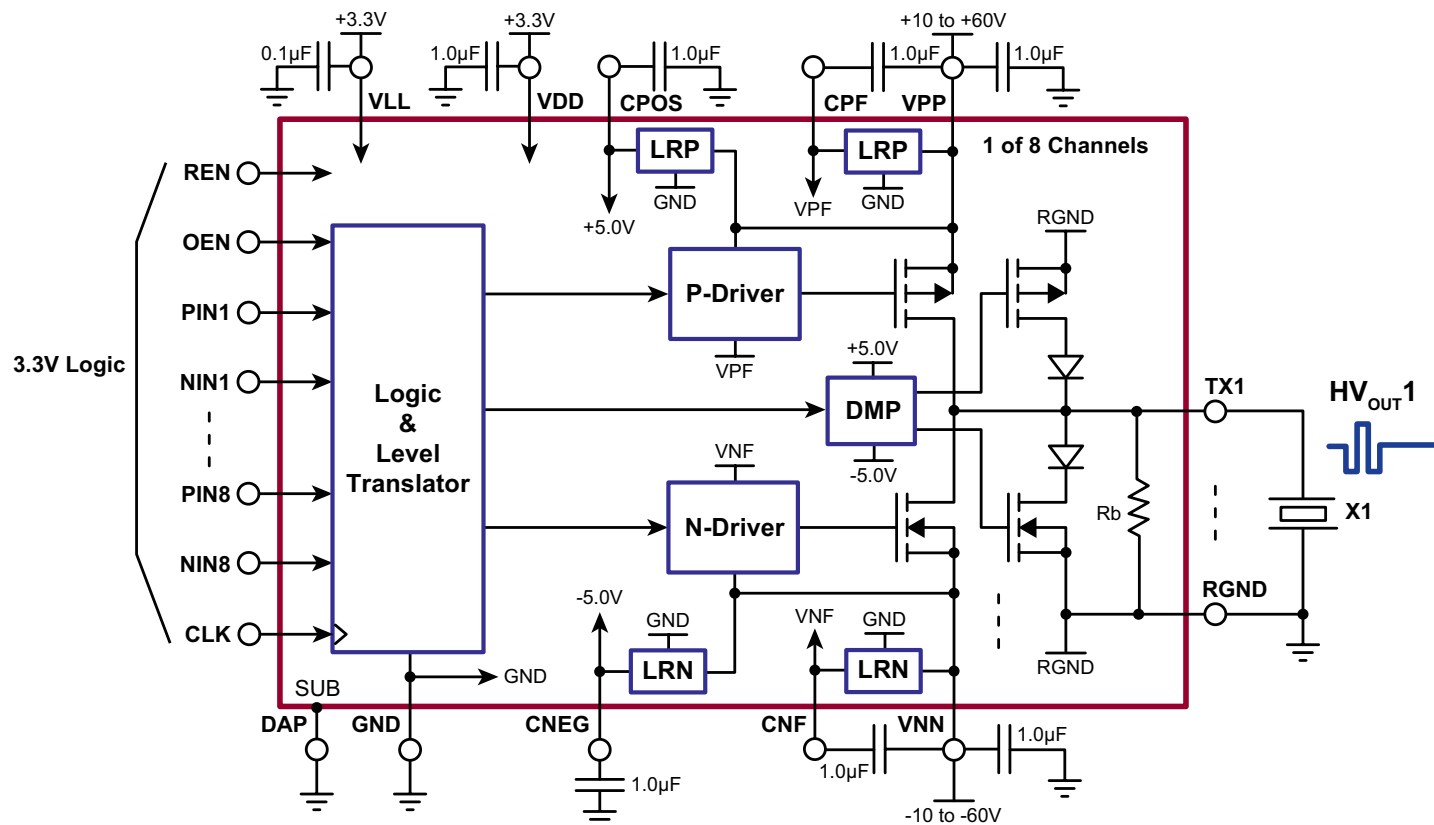 +3.3V
+3.3V
+10 to +60V
0.1µF
1.0µF
1.0µF
1.0µF
1.0µF
VLL
VDD
CPOS
CPF
VPP
LRP
LRP
1 of 8 Channels
REN
GND
GND
VPF
+5.0V
RGND
OEN
P-Driver
PIN1
+5.0V
VPF
3.3V Logic
NIN1
Logic
&
Level
Translator
DMP
TX1
HVOUT1
VNF
-5.0V
PIN8
N-Driver
Rb
X1
NIN8
RGND
-5.0V
GND
VNF
GND
CLK
LRN
LRN
RGND
GND
SUB
DAP
GND
CNEG
CNF
VNN
1.0µF
1.0µF
1.0µF
-10 to -60V